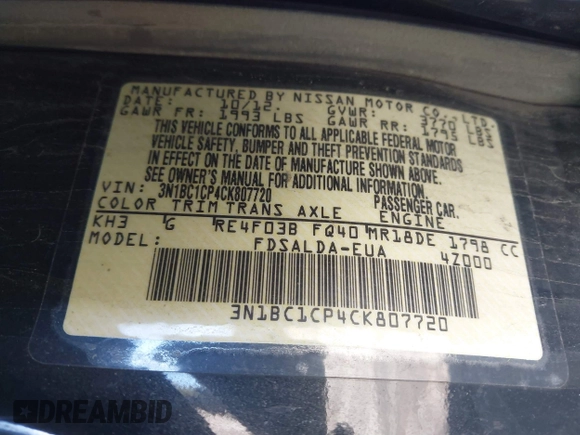 MANUFACTURED BY NISSAN MOTOR CO., LTD.
DATE: 10/12 GVWR: LBS
GAWR FR: 1993 LBS GAWR RR: LBS
THIS VEHICLE CONFORMS TO ALL APPLICABLE FEDERAL MOTOR
VEHICLE SAFETY, BUMPER AND THEFT PREVENTION STANDARDS
IN EFFECT ON THE DATE OF MANUFACTURE SHOWN ABOVE.
SEE OWNER'S MANUAL FOR ADDITIONAL INFORMATION.
VIN: 3N1BC1CP4CK807720 PASSENGER CAR.
COLOR TRIM TRANS AXLE ENGINE
KH3 G RE4F03B FQ40 MR18DE 1798 CC
MODEL: FDSALDA-EUA 4Z000
3N1BC1CP4CK807720
DREAMBID